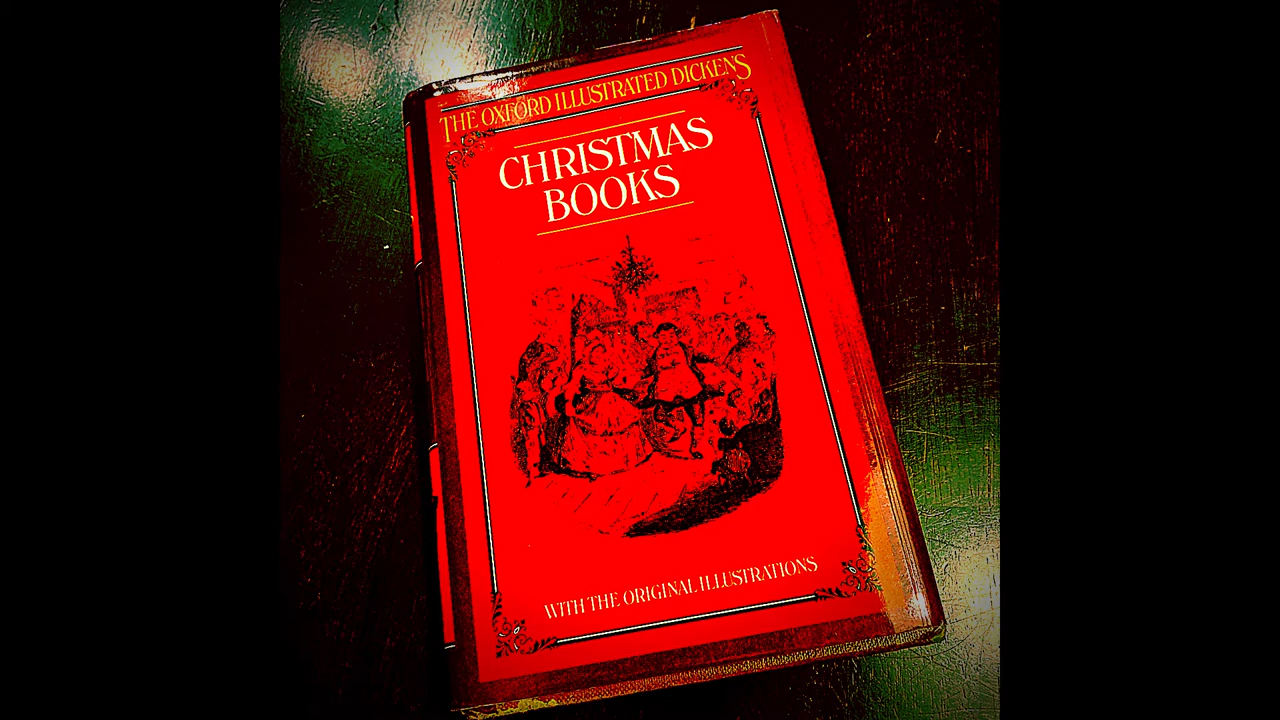 THE OXFORD ILLUSTRATED DICKENS
CHRISTMAS
BOOKS
WITH THE ORIGINAL ILLUSTRATIONS